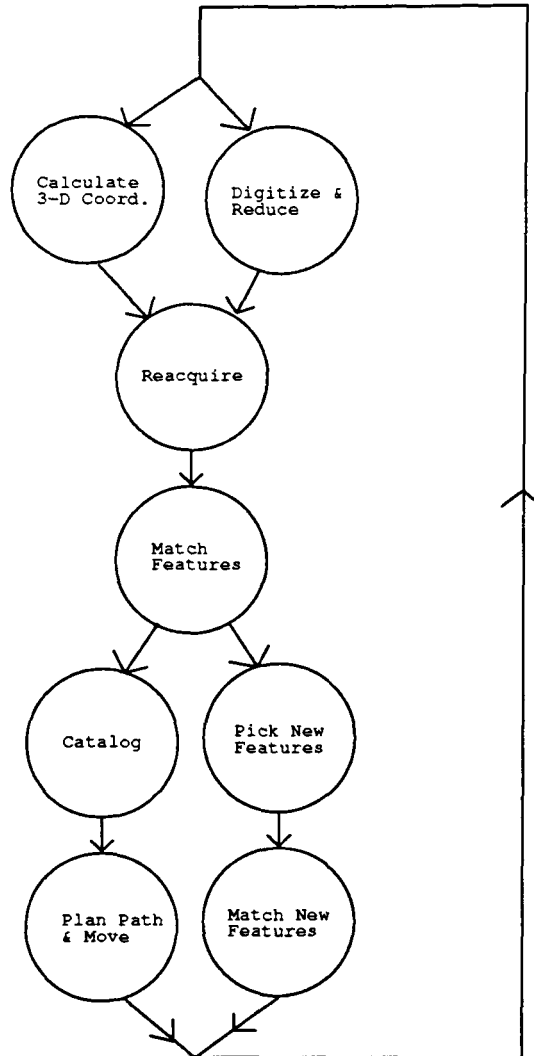 Calculate
3-D Coord.
Digitize &
Reduce
Reacquire
Match
Features
Catalog
Pick New
Features
Plan Path
& Move
Match New
Features